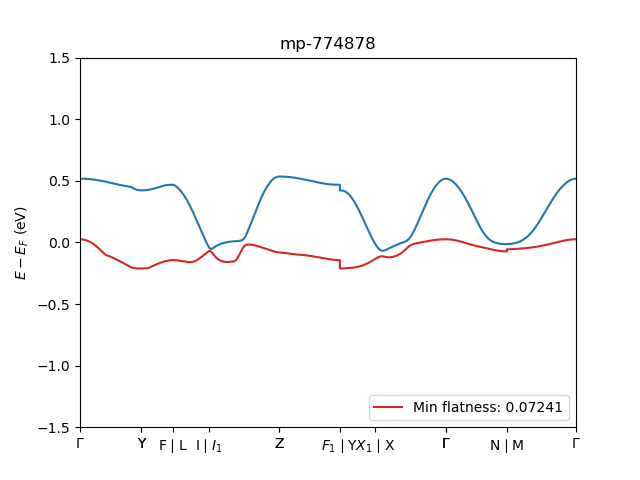 mp-774878
E − E_F (eV)
1.5
1.0
0.5
0.0
−0.5
−1.0
−1.5
Min flatness: 0.07241
Γ Y F | L I | I₁ Z F₁ | Y X₁ | X Γ N | M Γ